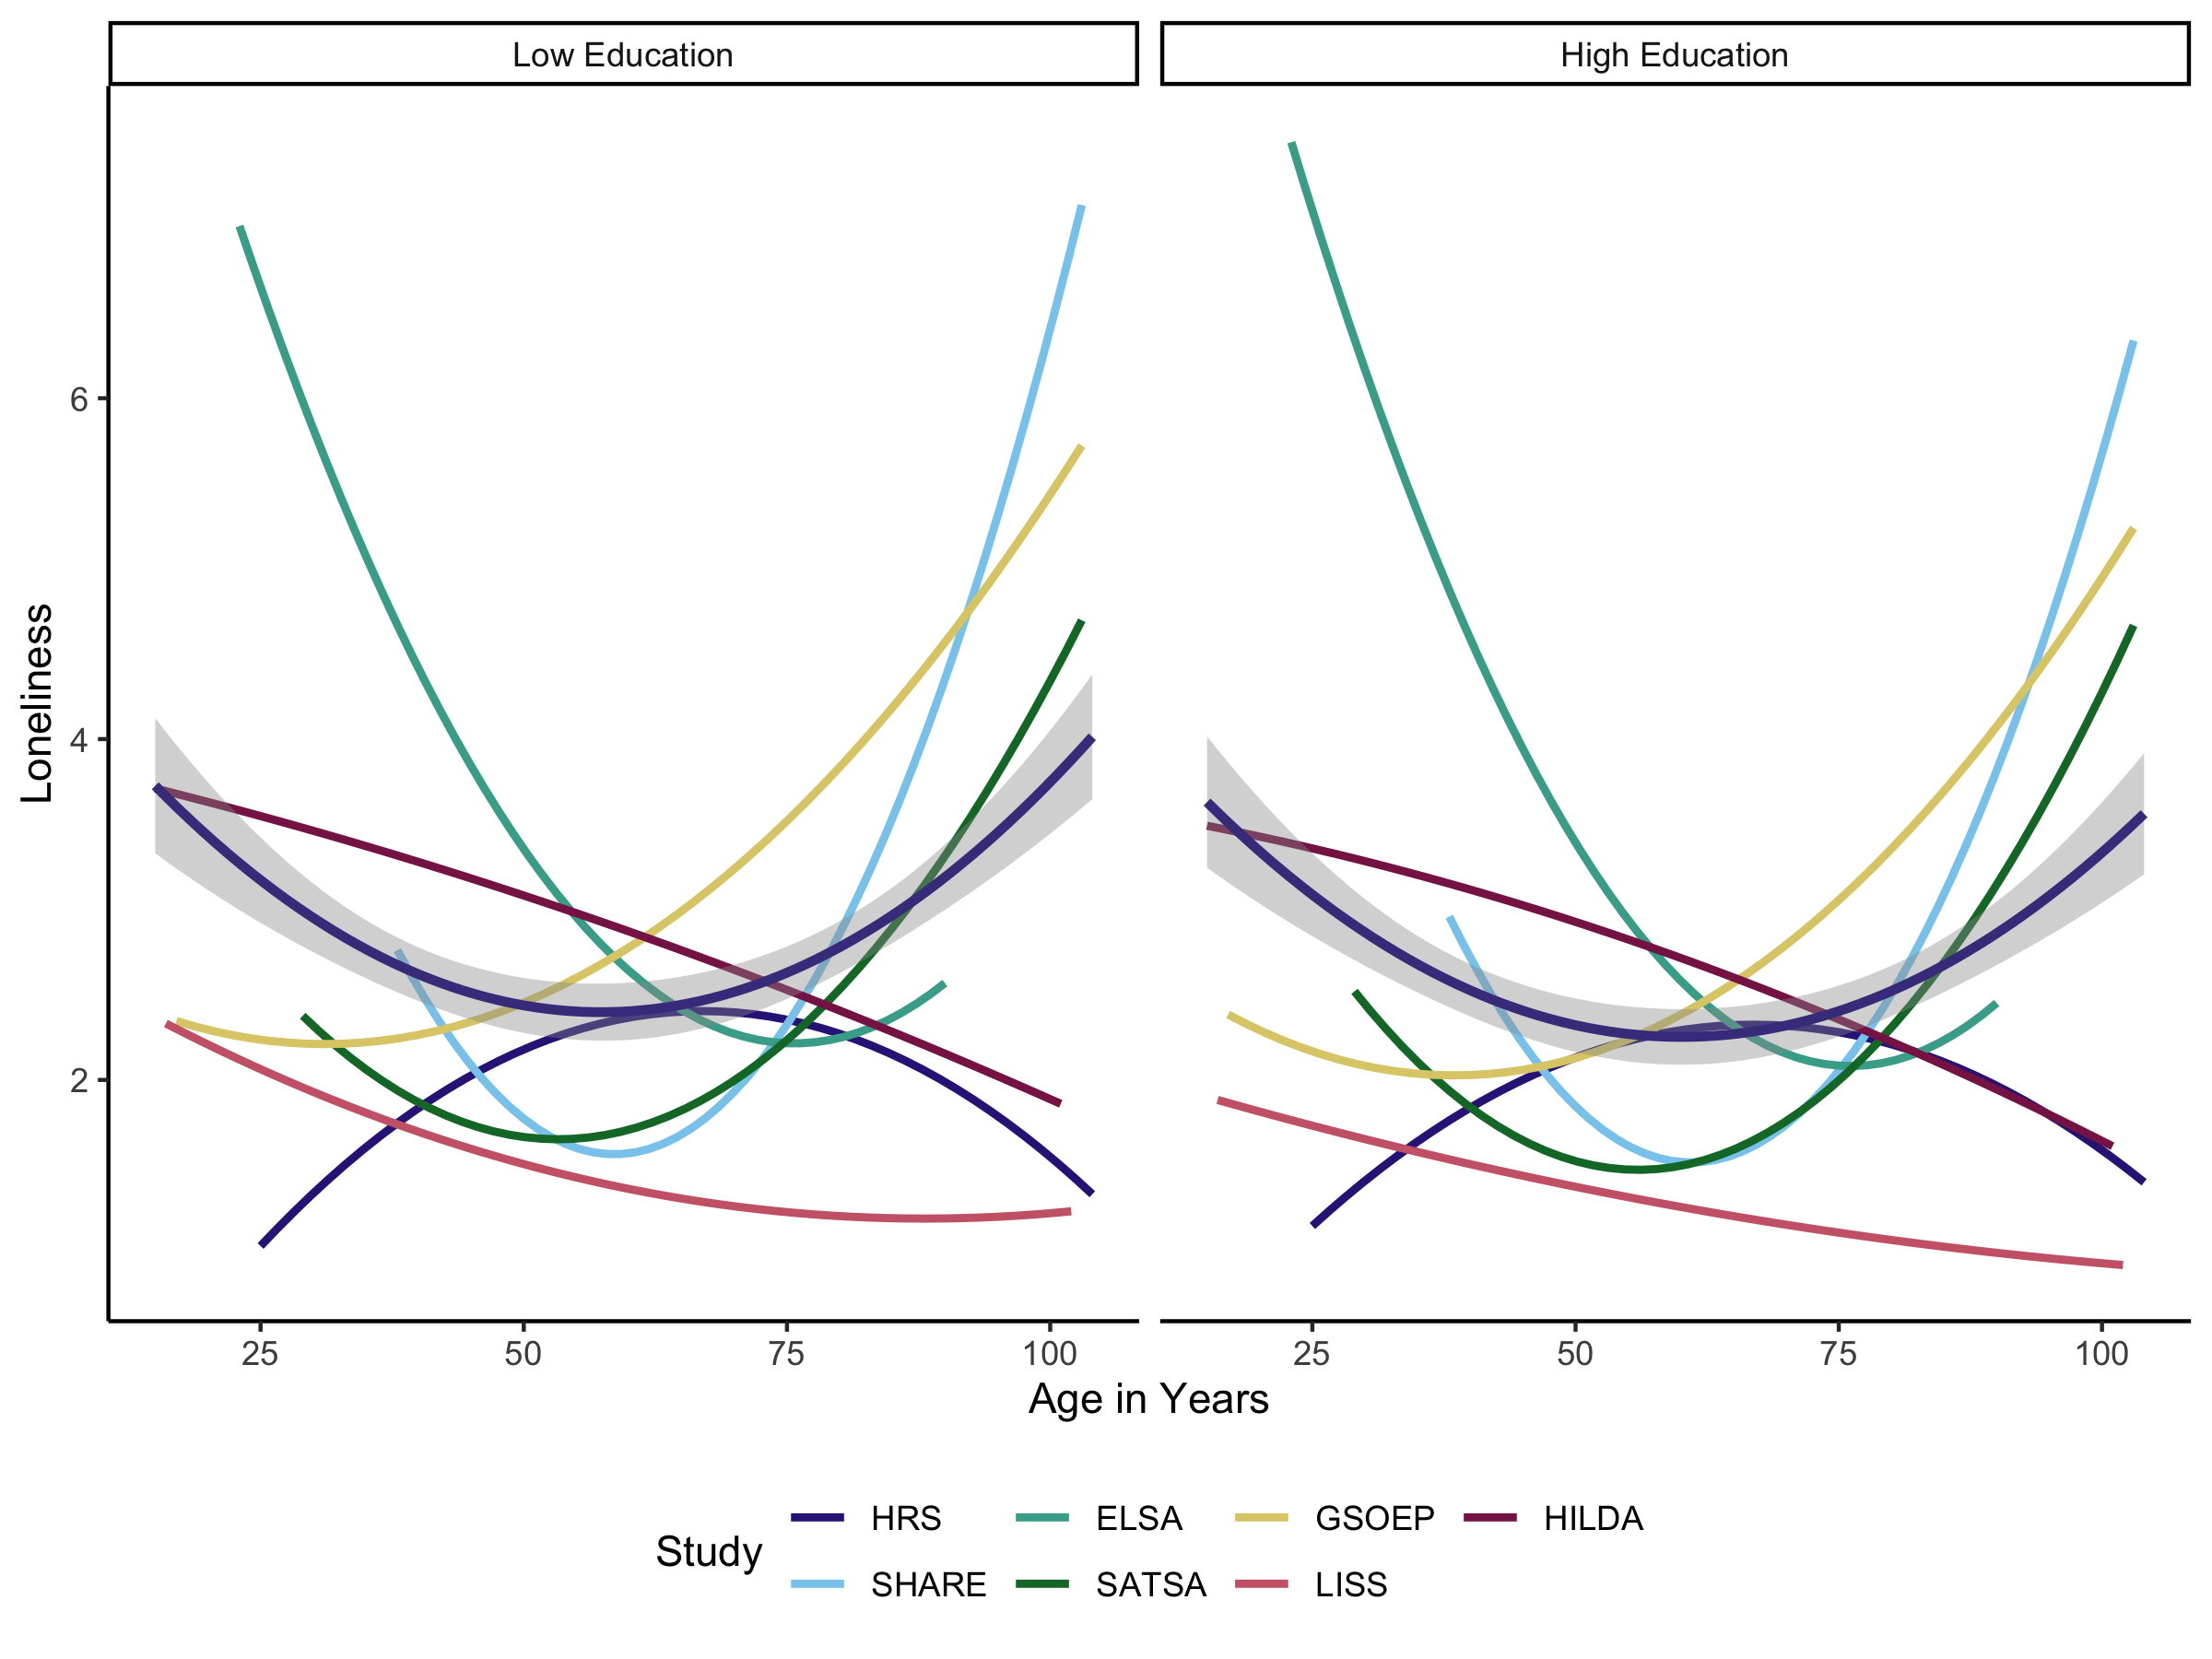 Low Education
High Education
Loneliness
6
4
2
25 50 75 100
25 50 75 100
Age in Years
Study
HRS ELSA GSOEP HILDA
SHARE SATSA LISS